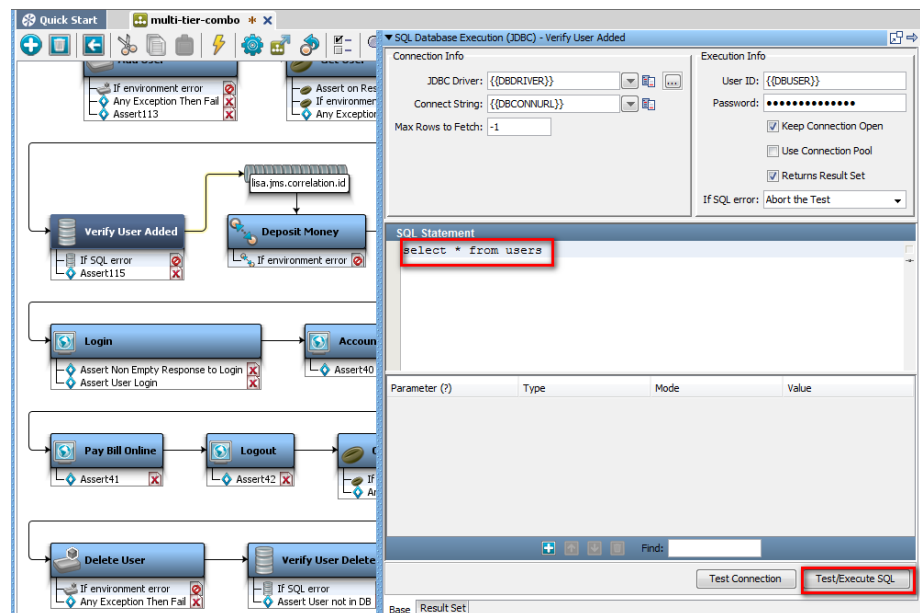 Quick Start
multi-tier-combo *
SQL Database Execution (JDBC) - Verify User Added
Connection Info
JDBC Driver: {{DBDRIVER}}
Connect String: {{DBCONNURL}}
Max Rows to Fetch: -1
Execution Info
User ID: {{DBUSER}}
Password:
Keep Connection Open
Use Connection Pool
Returns Result Set
If SQL error: Abort the Test
SQL Statement
select * from users
Parameter (?) Type Mode Value
Find:
Test Connection
Test/Execute SQL
Base Result Set
If environment error
Any Exception Then Fail
Assert113
Assert on Res
If environmen
Any Exception
lisa.jms.correlation.id
Verify User Added
If SQL error
Assert115
Deposit Money
If environment error
Login
Assert Non Empty Response to Login
Assert User Login
Accoun
Assert40
Pay Bill Online
Assert41
Logout
Assert42
If
Delete User
If environment error
Any Exception Then Fail
Verify User Delete
If SQL error
Assert User not in DB